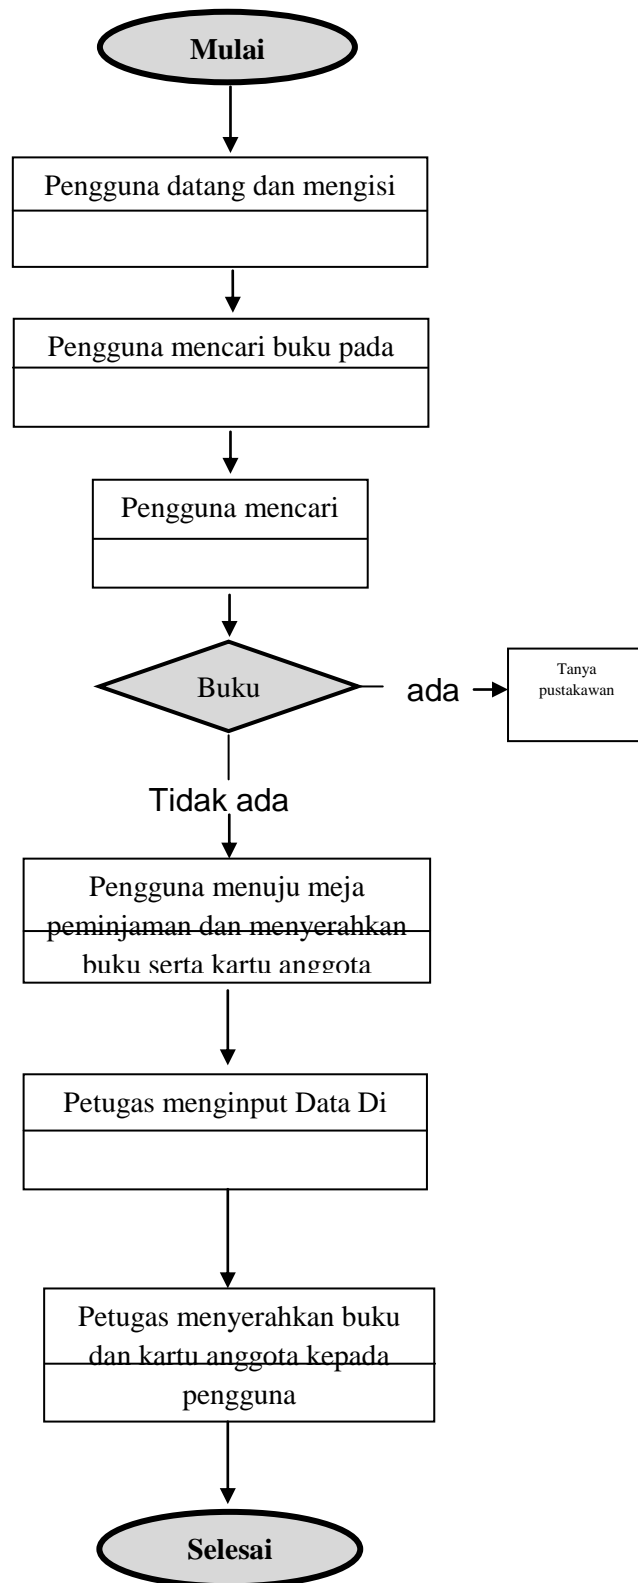 Mulai
Pengguna datang dan mengisi
Pengguna mencari buku pada
Pengguna mencari
Buku
ada
Tanya
pustakawan
Tidak ada
Pengguna menuju meja
peminjaman dan menyerahkan
buku serta kartu anggota
Petugas menginput Data Di
Petugas menyerahkan buku
dan kartu anggota kepada
pengguna
Selesai